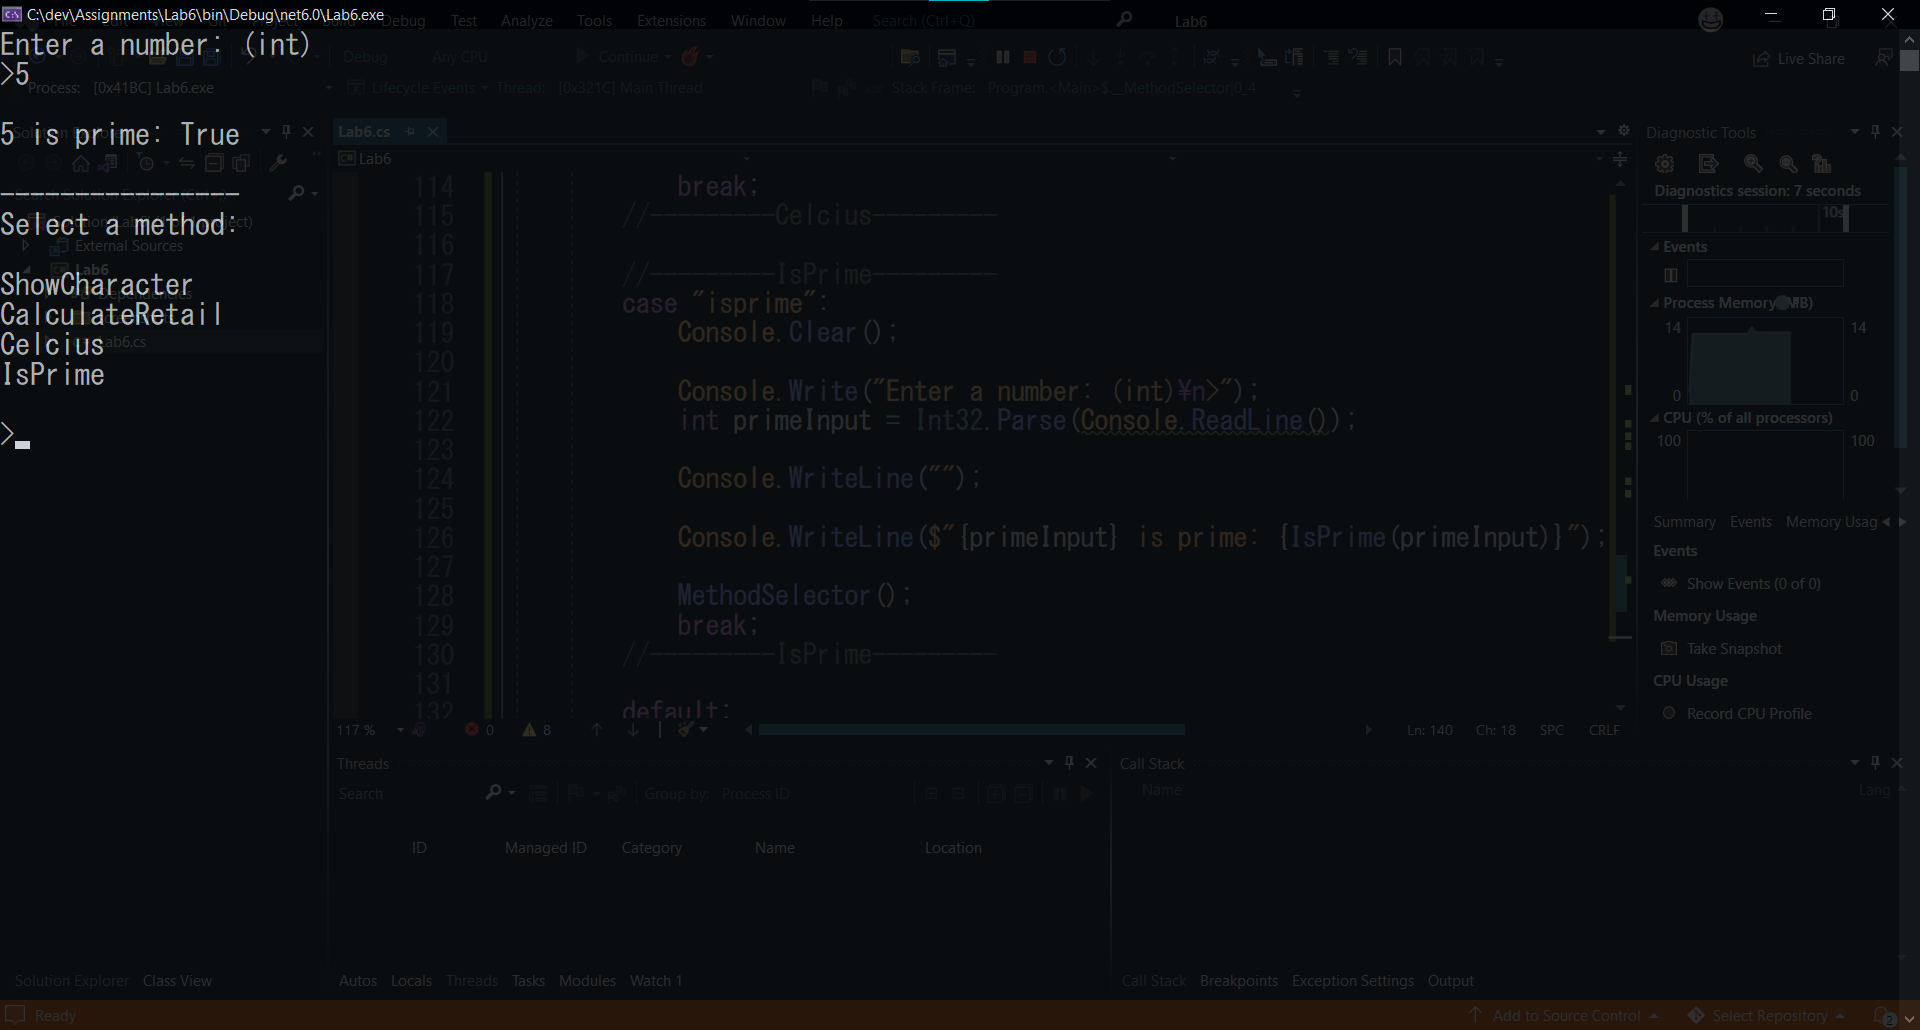 C:\dev\Assignments\Lab6\bin\Debug\net6.0\Lab6.exe
Debug Test Analyze Tools Extensions Window Help Search (Ctrl+Q) Lab6
Enter a number: (int)
>5
5 is prime: True
----------------
Select a method:
ShowCharacter
CalculateRetail
Celcius
IsPrime
>
Debug Any CPU Continue Live Share
Process: [0x41BC] Lab6.exe Lifecycle Events Thread: [0x321C] Main Thread Stack Frame: Program.<Main>$.__MethodSelector|0_4
External Sources
Lab6
Dependencies
Lab6.cs
Lab6.cs
Lab6
114 break;
115 //---------Celcius---------
116
117 //---------IsPrime---------
118 case "isprime":
119 Console.Clear();
120
121 Console.Write("Enter a number: (int)¥n>");
122 int primeInput = Int32.Parse(Console.ReadLine());
123
124 Console.WriteLine("");
125
126 Console.WriteLine($"{primeInput} is prime: {IsPrime(primeInput)}");
127
128 MethodSelector();
129 break;
130 //---------IsPrime---------
131
132 default:
117 % 0 8 Ln: 140 Ch: 18 SPC CRLF
Diagnostic Tools
Diagnostics session: 7 seconds
10s
Events
Process Memory (MB)
14 14
0 0
CPU (% of all processors)
100 100
Summary Events Memory Usag
Events
Show Events (0 of 0)
Memory Usage
Take Snapshot
CPU Usage
Record CPU Profile
Threads
Search Group by: Process ID
ID Managed ID Category Name Location
Call Stack
Name Lang
Solution Explorer Class View
Autos Locals Threads Tasks Modules Watch 1
Call Stack Breakpoints Exception Settings Output
Ready Add to Source Control Select Repository 2